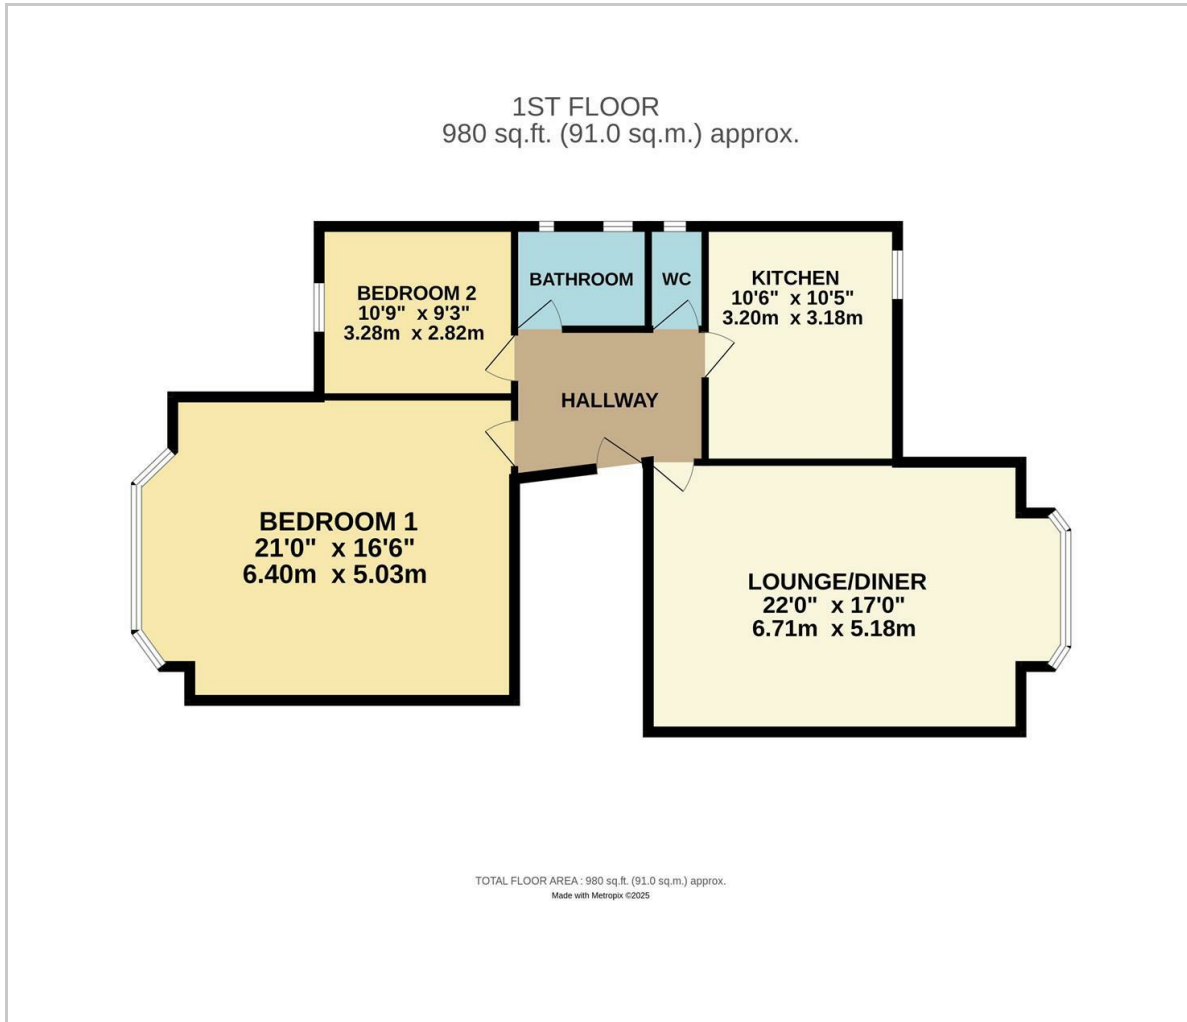 1ST FLOOR
980 sq.ft. (91.0 sq.m.) approx.
BEDROOM 2
10'9" x 9'3"
3.28m x 2.82m
BATHROOM
WC
KITCHEN
10'6" x 10'5"
3.20m x 3.18m
HALLWAY
BEDROOM 1
21'0" x 16'6"
6.40m x 5.03m
LOUNGE/DINER
22'0" x 17'0"
6.71m x 5.18m
TOTAL FLOOR AREA : 980 sq.ft. (91.0 sq.m.) approx.
Made with Metropix ©2025